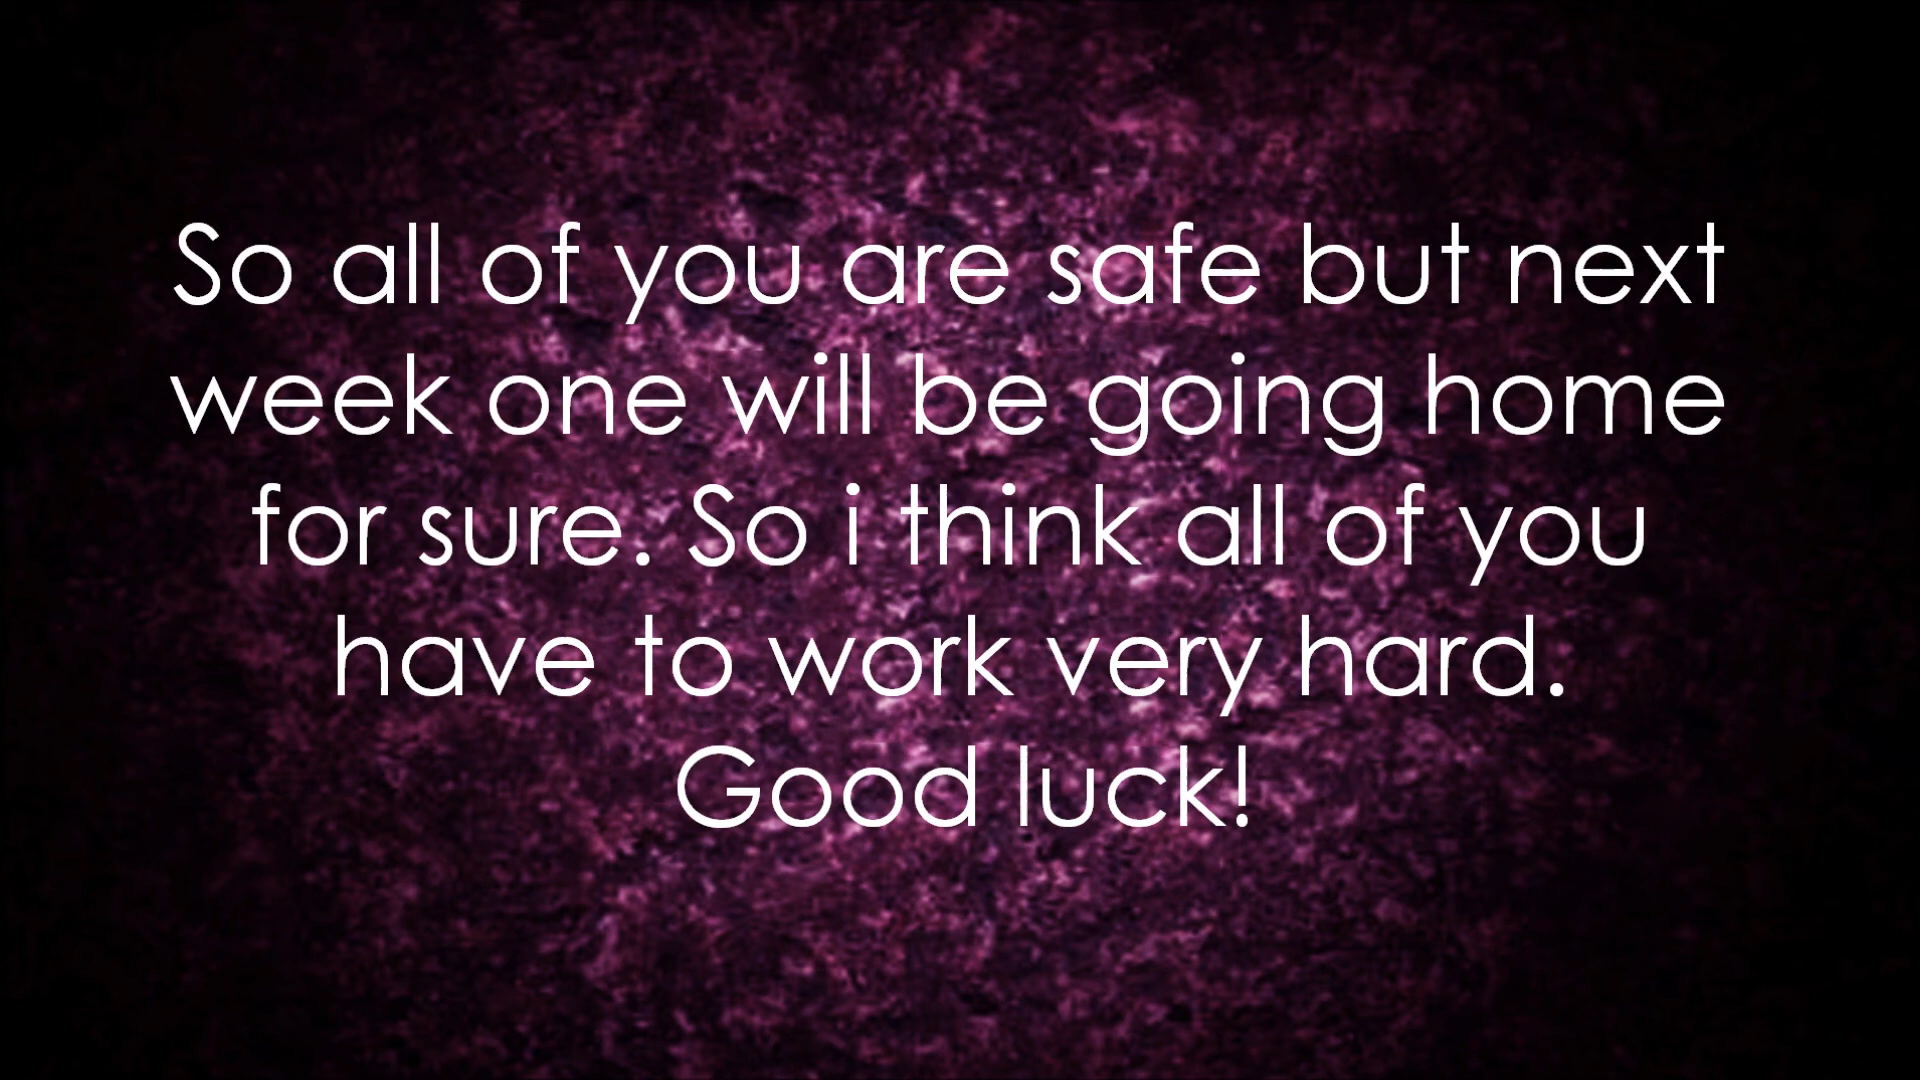 So all of you are safe but next
week one will be going home
for sure. So i think all of you
have to work very hard.
Good luck!